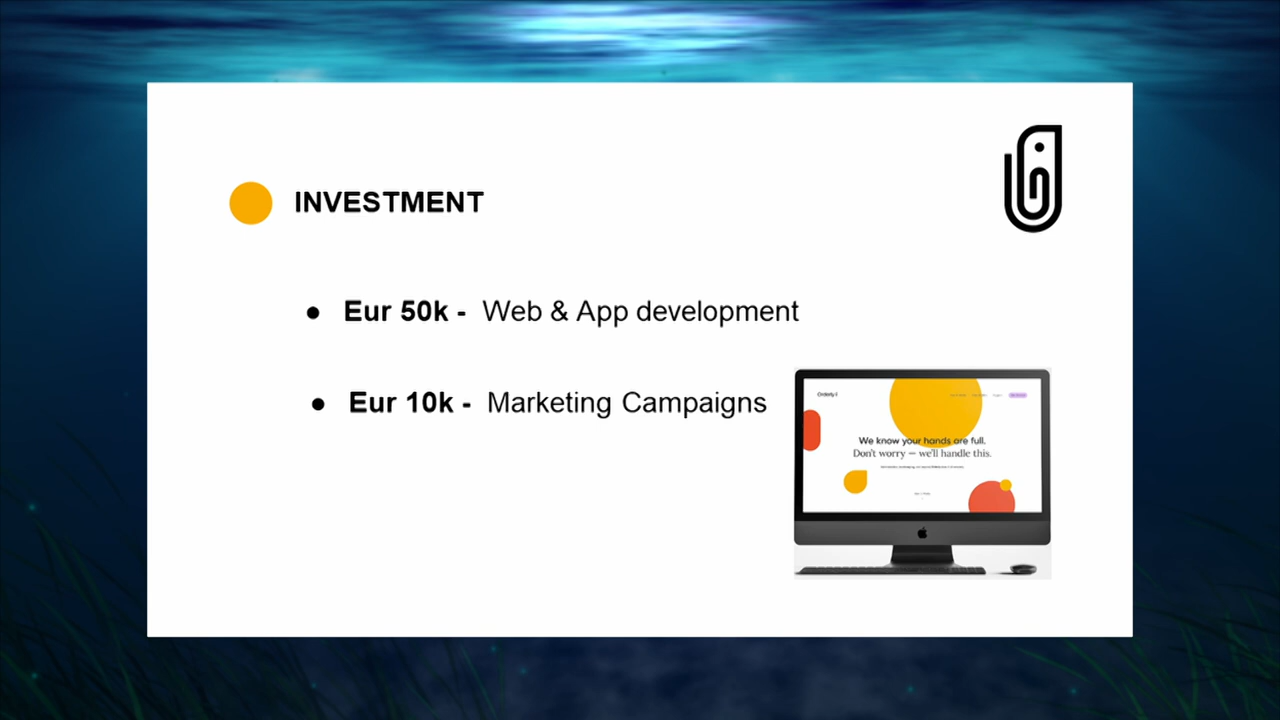 INVESTMENT
● Eur 50k - Web & App development
● Eur 10k - Marketing Campaigns
We know your hands are full.
Don't worry — we'll handle this.